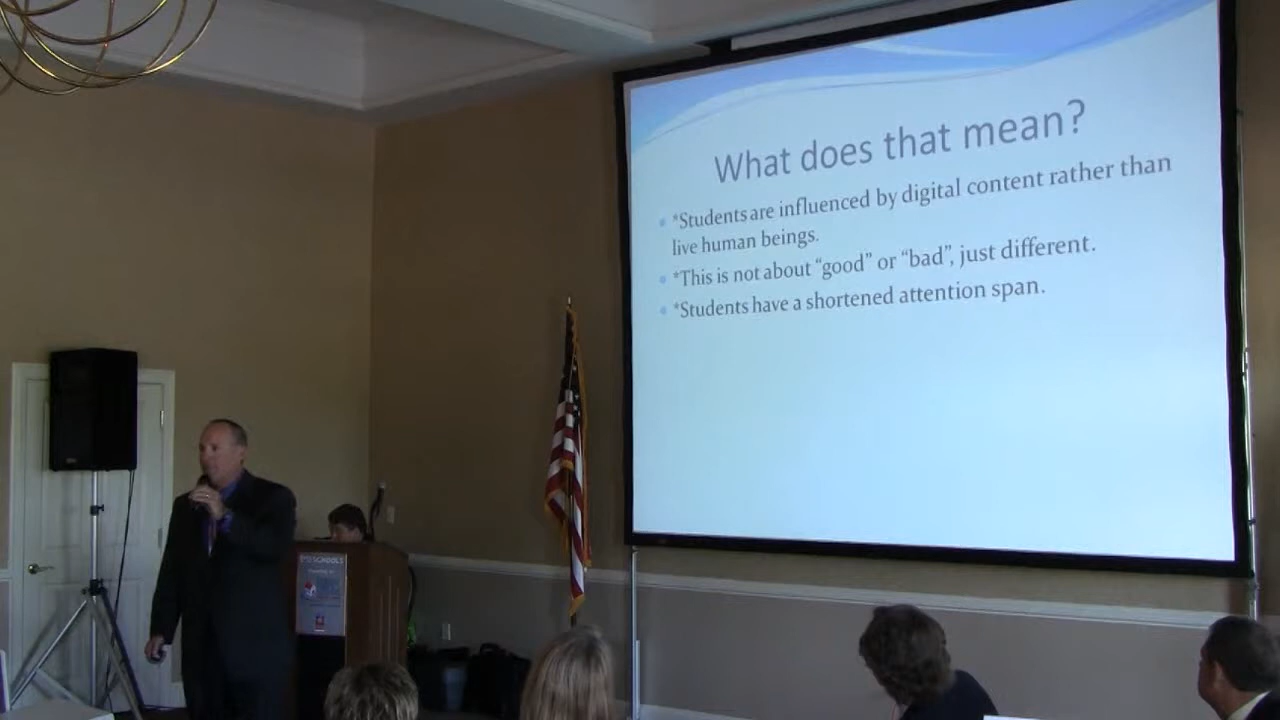 What does that mean?
*Students are influenced by digital content rather than
live human beings.
*This is not about “good” or “bad”, just different.
*Students have a shortened attention span.